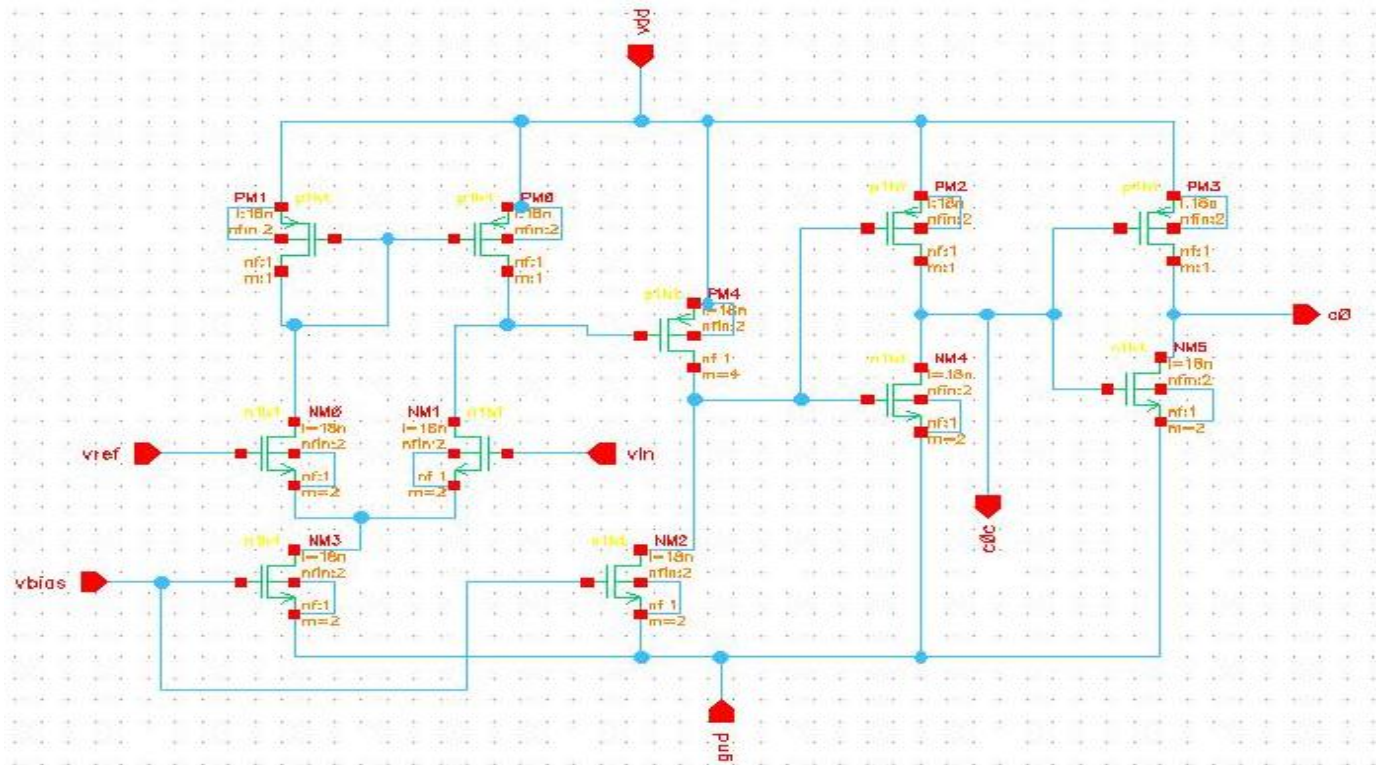 vdd
PM1
l:18n
nfin:2
nf:1
m:1
PM0
l:18n
nfin:2
nf:1
m:1
PM4
l=18n
nfin:2
nf:1
m=4
PM2
l:18n
nfin:2
nf:1
m:1
PM3
l:18n
nfin:2
nf:1
m:1
NM0
l=18n
nfin:2
nf:1
m=2
NM1
l=18n
nfin:2
nf:1
m=2
NM4
l=18n
nfin:2
nf:1
m=2
NM5
l=18n
nfin:2
nf:1
m=2
NM3
l=18n
nfin:2
nf:1
m=2
NM2
l=18n
nfin:2
nf:1
m=2
vref
vin
vbias
c0
c0c
gnd